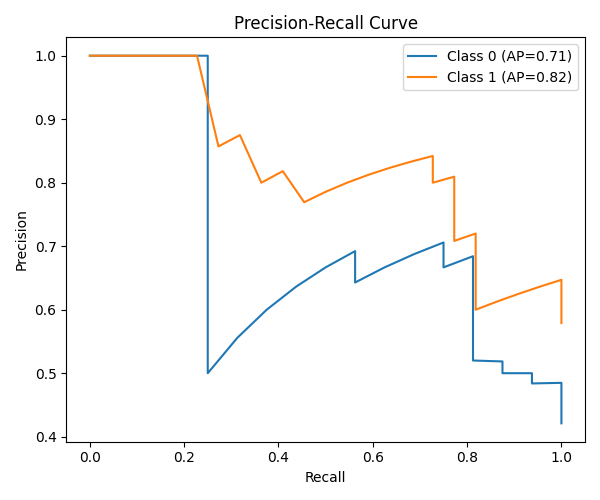 Precision-Recall Curve
Class 0 (AP=0.71)
Class 1 (AP=0.82)
Precision
1.0
0.9
0.8
0.7
0.6
0.5
0.4
0.0 0.2 0.4 0.6 0.8 1.0
Recall